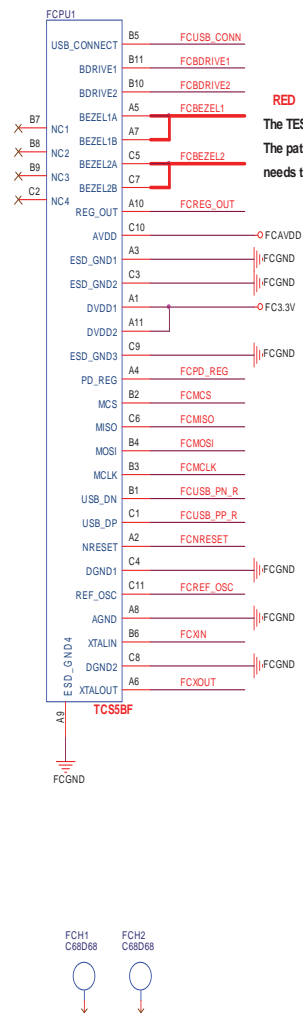 FCPU1
USB_CONNECT B5 FCUSB_CONN
BDRIVE1 B11 FCBDRIVE1
BDRIVE2 B10 FCBDRIVE2
BEZEL1A A5 FCBEZEL1
RED
B7 NC1
BEZEL1B A7
The TES
B8 NC2
BEZEL2A C5 FCBEZEL2
The pat
B9 NC3
BEZEL2B C7
needs t
C2 NC4
REG_OUT A10 FCREG_OUT
AVDD C10 FCAVDD
ESD_GND1 A3 FCGND
ESD_GND2 C3 FCGND
DVDD1 A1 FC3.3V
DVDD2 A11
ESD_GND3 C9 FCGND
PD_REG A4 FCPD_REG
MCS B2 FCMCS
MISO C6 FCMISO
MOSI B4 FCMOSI
MCLK B3 FCMCLK
USB_DN B1 FCUSB_PN_R
USB_DP C1 FCUSB_PP_R
NRESET A2 FCNRESET
DGND1 C4 FCGND
REF_OSC C11 FCREF_OSC
AGND A8 FCGND
XTALIN B6 FCXIN
DGND2 C8 FCGND
XTALOUT A6 FCXOUT
ESD_GND4
TCS5BF
A9
FCGND
FCH1 FCH2
C68D68 C68D68